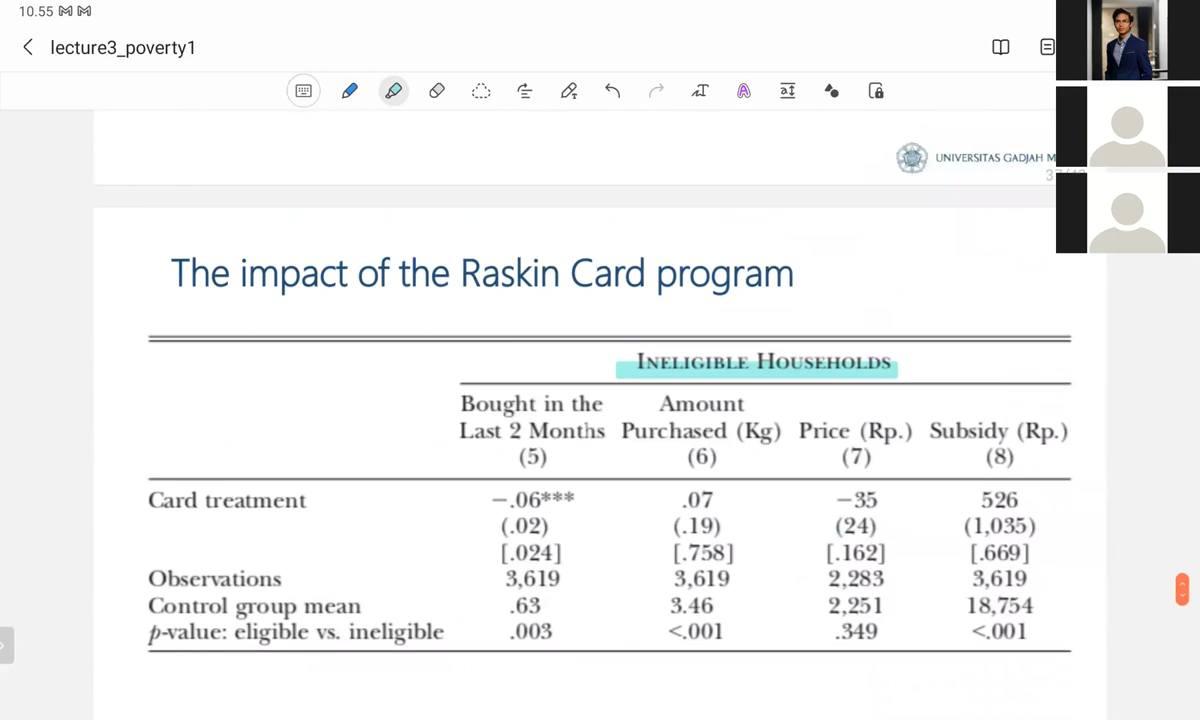 10.55
lecture3_poverty1
UNIVERSITAS GADJAH M
The impact of the Raskin Card program
INELIGIBLE HOUSEHOLDS
Bought in the Amount
Last 2 Months Purchased (Kg) Price (Rp.) Subsidy (Rp.)
(5) (6) (7) (8)
Card treatment −.06*** .07 −35 526
(.02) (.19) (24) (1,035)
[.024] [.758] [.162] [.669]
Observations 3,619 3,619 2,283 3,619
Control group mean .63 3.46 2,251 18,754
p-value: eligible vs. ineligible .003 <.001 .349 <.001